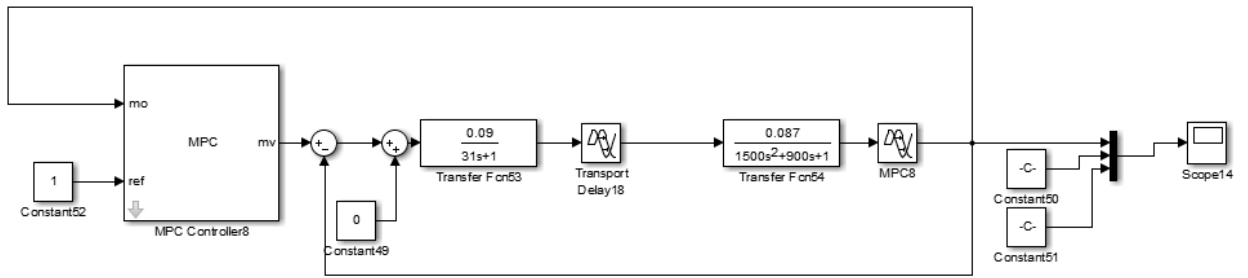 mo
MPC
mv
ref
MPC Controller8
1
Constant52
+
−
+
+
0
Constant49
0.09
31s+1
Transfer Fcn53
Transport
Delay18
0.087
1500s²+900s+1
Transfer Fcn54
MPC8
-C-
Constant50
-C-
Constant51
Scope14